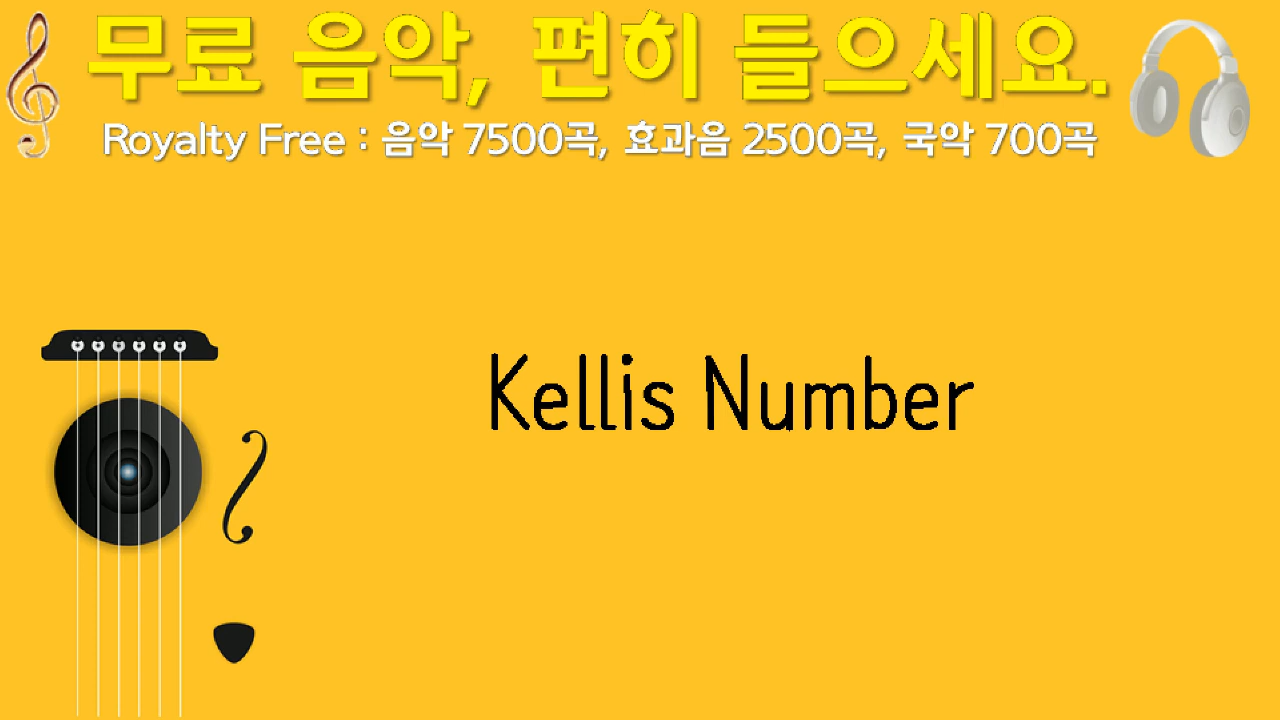 무료 음악, 편히 들으세요.
Royalty Free : 음악 7500곡, 효과음 2500곡, 국악 700곡
Kellis Number